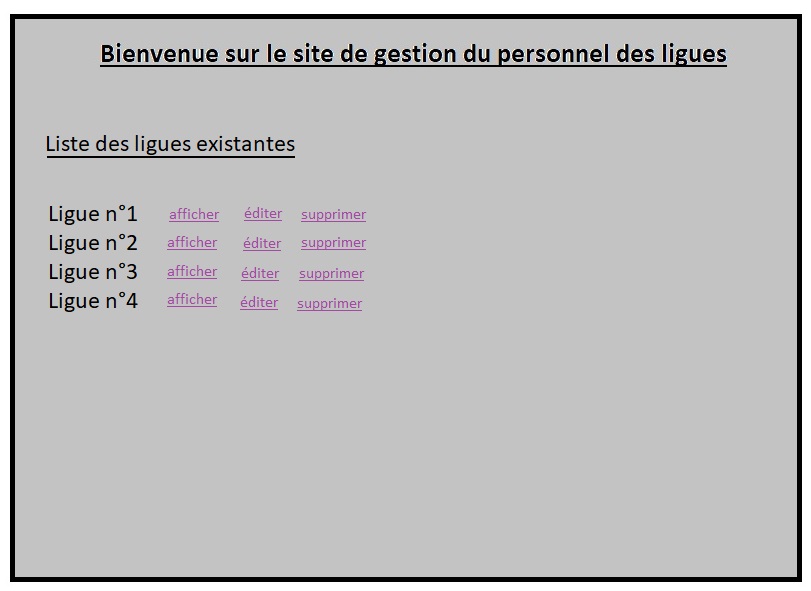 Bienvenue sur le site de gestion du personnel des ligues
Liste des ligues existantes
Ligue n°1 afficher éditer supprimer
Ligue n°2 afficher éditer supprimer
Ligue n°3 afficher éditer supprimer
Ligue n°4 afficher éditer supprimer